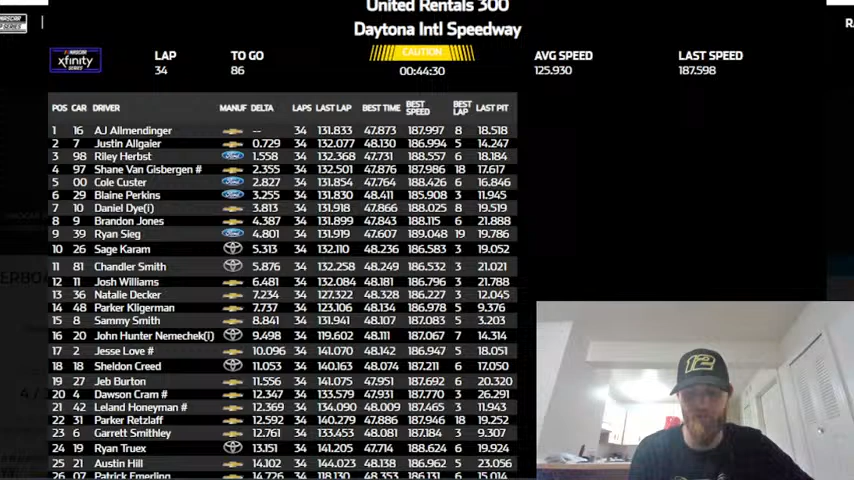 United Rentals 300
Daytona Intl Speedway
xfinity LAP TO GO CAUTION AVG SPEED LAST SPEED
34 86 00:44:30 125.930 187.598
POS CAR DRIVER MANUF DELTA LAPS LAST LAP BEST TIME BEST SPEED BEST LAP LAST PIT
1 16 AJ Allmendinger -- 34 131.833 47.873 187.997 8 18.518
2 7 Justin Allgaier 0.729 34 132.077 48.130 186.994 5 14.247
3 98 Riley Herbst Ford 1.558 34 132.368 47.731 188.557 6 18.184
4 97 Shane Van Gisbergen # 2.355 34 132.501 47.876 187.986 18 17.617
5 00 Cole Custer Ford 2.827 34 131.854 47.764 188.426 6 16.846
6 29 Blaine Perkins Ford 3.255 34 131.830 48.411 185.908 3 11.945
7 10 Daniel Dye(i) 3.813 34 131.918 47.866 188.025 8 19.519
8 9 Brandon Jones 4.387 34 131.899 47.843 188.115 6 21.888
9 39 Ryan Sieg Ford 4.801 34 131.919 47.607 189.048 19 19.786
10 26 Sage Karam 5.313 34 132.110 48.236 186.583 3 19.052
11 81 Chandler Smith 5.876 34 132.258 48.249 186.532 3 21.021
12 11 Josh Williams 6.481 34 132.084 48.181 186.796 3 21.788
13 36 Natalie Decker 7.234 34 127.322 48.328 186.227 3 12.045
14 48 Parker Kligerman 7.737 34 123.106 48.134 186.978 5 9.376
15 8 Sammy Smith 8.841 34 131.941 48.107 187.083 5 3.203
16 20 John Hunter Nemechek(i) 9.498 34 119.602 48.111 187.067 7 14.314
17 2 Jesse Love # 10.096 34 141.070 48.142 186.947 5 18.051
18 18 Sheldon Creed 11.053 34 140.163 48.074 187.211 6 17.050
19 27 Jeb Burton 11.556 34 141.075 47.951 187.692 6 20.320
20 4 Dawson Cram # 12.347 34 133.579 47.931 187.770 3 26.291
21 42 Leland Honeyman # 12.369 34 134.090 48.009 187.465 3 11.943
22 31 Parker Retzlaff 12.592 34 140.279 47.886 187.946 18 19.252
23 6 Garrett Smithley 12.761 34 133.453 48.081 187.184 3 9.307
24 19 Ryan Truex 13.151 34 141.205 47.714 188.624 6 19.924
25 21 Austin Hill 14.102 34 144.023 48.138 186.962 5 23.056
26 07 Patrick Emerling 14.726 34 118.130 48.353 186.131 6 15.014
12